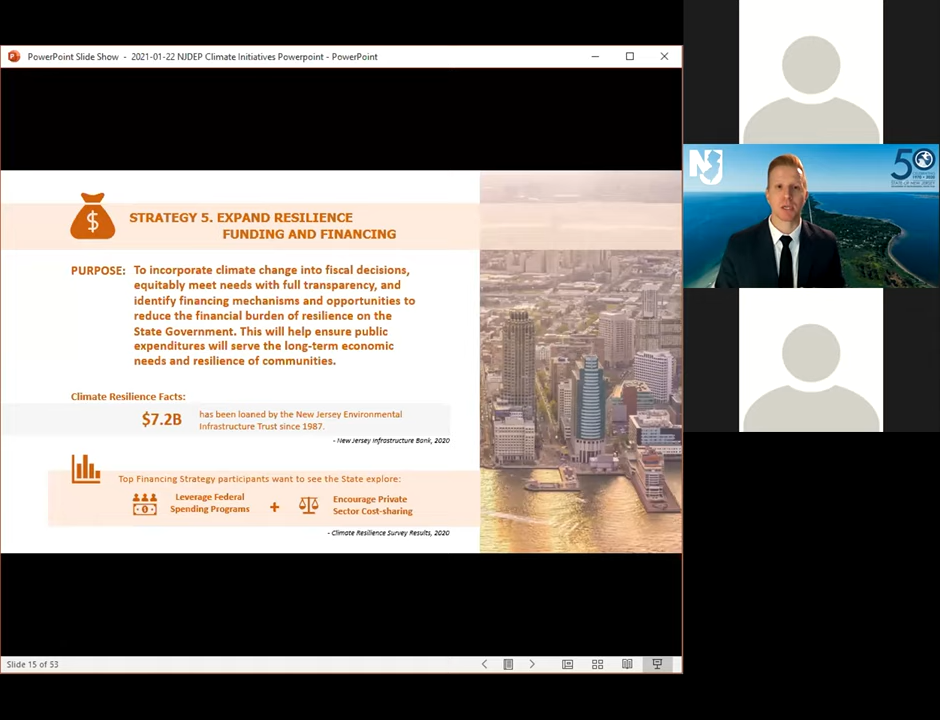 PowerPoint Slide Show - 2021-01-22 NJDEP Climate Initiatives Powerpoint - PowerPoint
STRATEGY 5. EXPAND RESILIENCE
FUNDING AND FINANCING
PURPOSE: To incorporate climate change into fiscal decisions,
equitably meet needs with full transparency, and
identify financing mechanisms and opportunities to
reduce the financial burden of resilience on the
State Government. This will help ensure public
expenditures will serve the long-term economic
needs and resilience of communities.
Climate Resilience Facts:
$7.2B has been loaned by the New Jersey Environmental
Infrastructure Trust since 1987.
- New Jersey Infrastructure Bank, 2020
Top Financing Strategy participants want to see the State explore:
Leverage Federal
Spending Programs
+
Encourage Private
Sector Cost-sharing
- Climate Resilience Survey Results, 2020
Slide 15 of 53
NJ
50
STATE OF NEW JERSEY